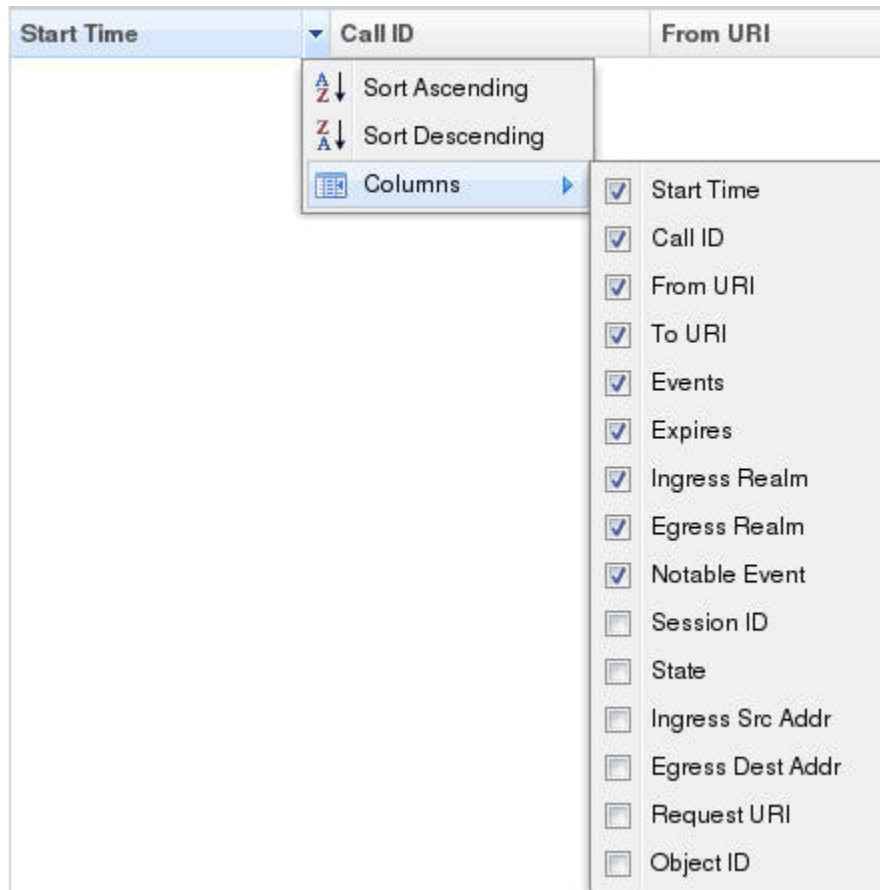 Start Time Call ID From URI
Sort Ascending
Sort Descending
Columns
Start Time
Call ID
From URI
To URI
Events
Expires
Ingress Realm
Egress Realm
Notable Event
Session ID
State
Ingress Src Addr
Egress Dest Addr
Request URI
Object ID